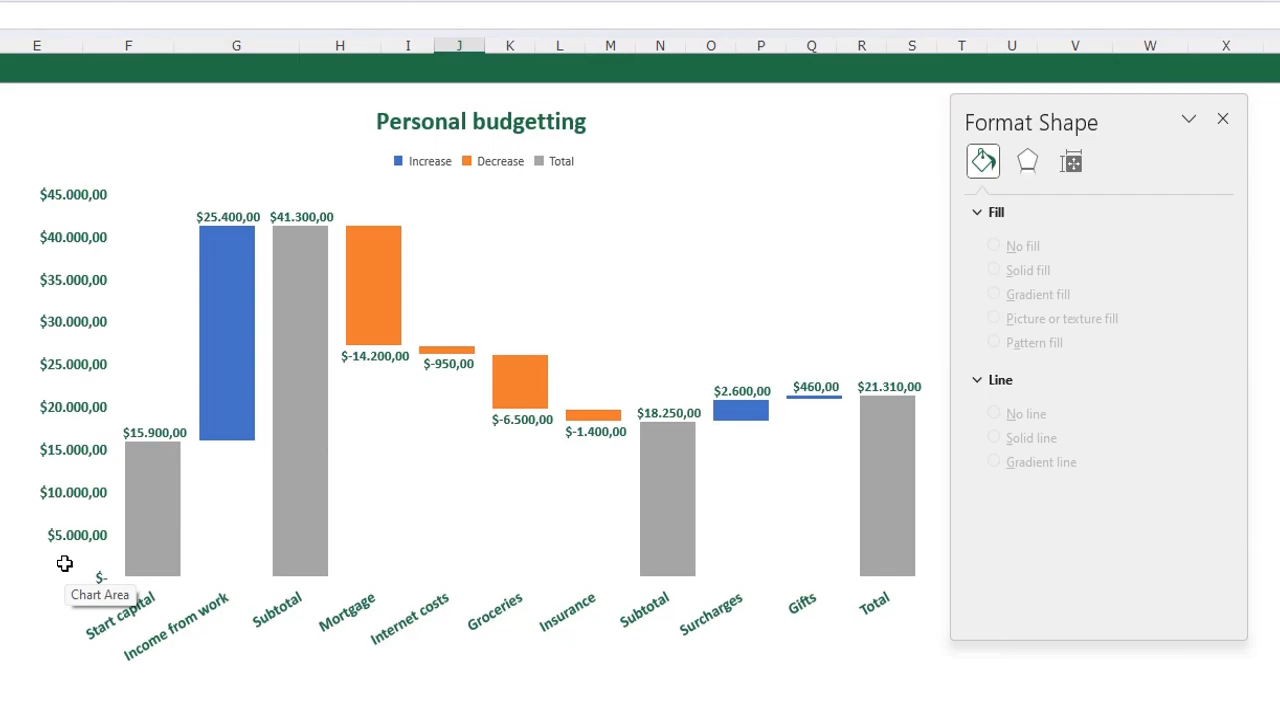 E F G H I J K L M N O P Q R S T U V W X
Personal budgetting
Increase Decrease Total
$45.000,00
$40.000,00
$35.000,00
$30.000,00
$25.000,00
$20.000,00
$15.000,00
$10.000,00
$5.000,00
$-
$15.900,00
$25.400,00
$41.300,00
$-14.200,00
$-950,00
$-6.500,00
$-1.400,00
$18.250,00
$2.600,00
$460,00
$21.310,00
Chart Area
Start capital
Income from work
Subtotal
Mortgage
Internet costs
Groceries
Insurance
Subtotal
Surcharges
Gifts
Total
Format Shape
Fill
No fill
Solid fill
Gradient fill
Picture or texture fill
Pattern fill
Line
No line
Solid line
Gradient line